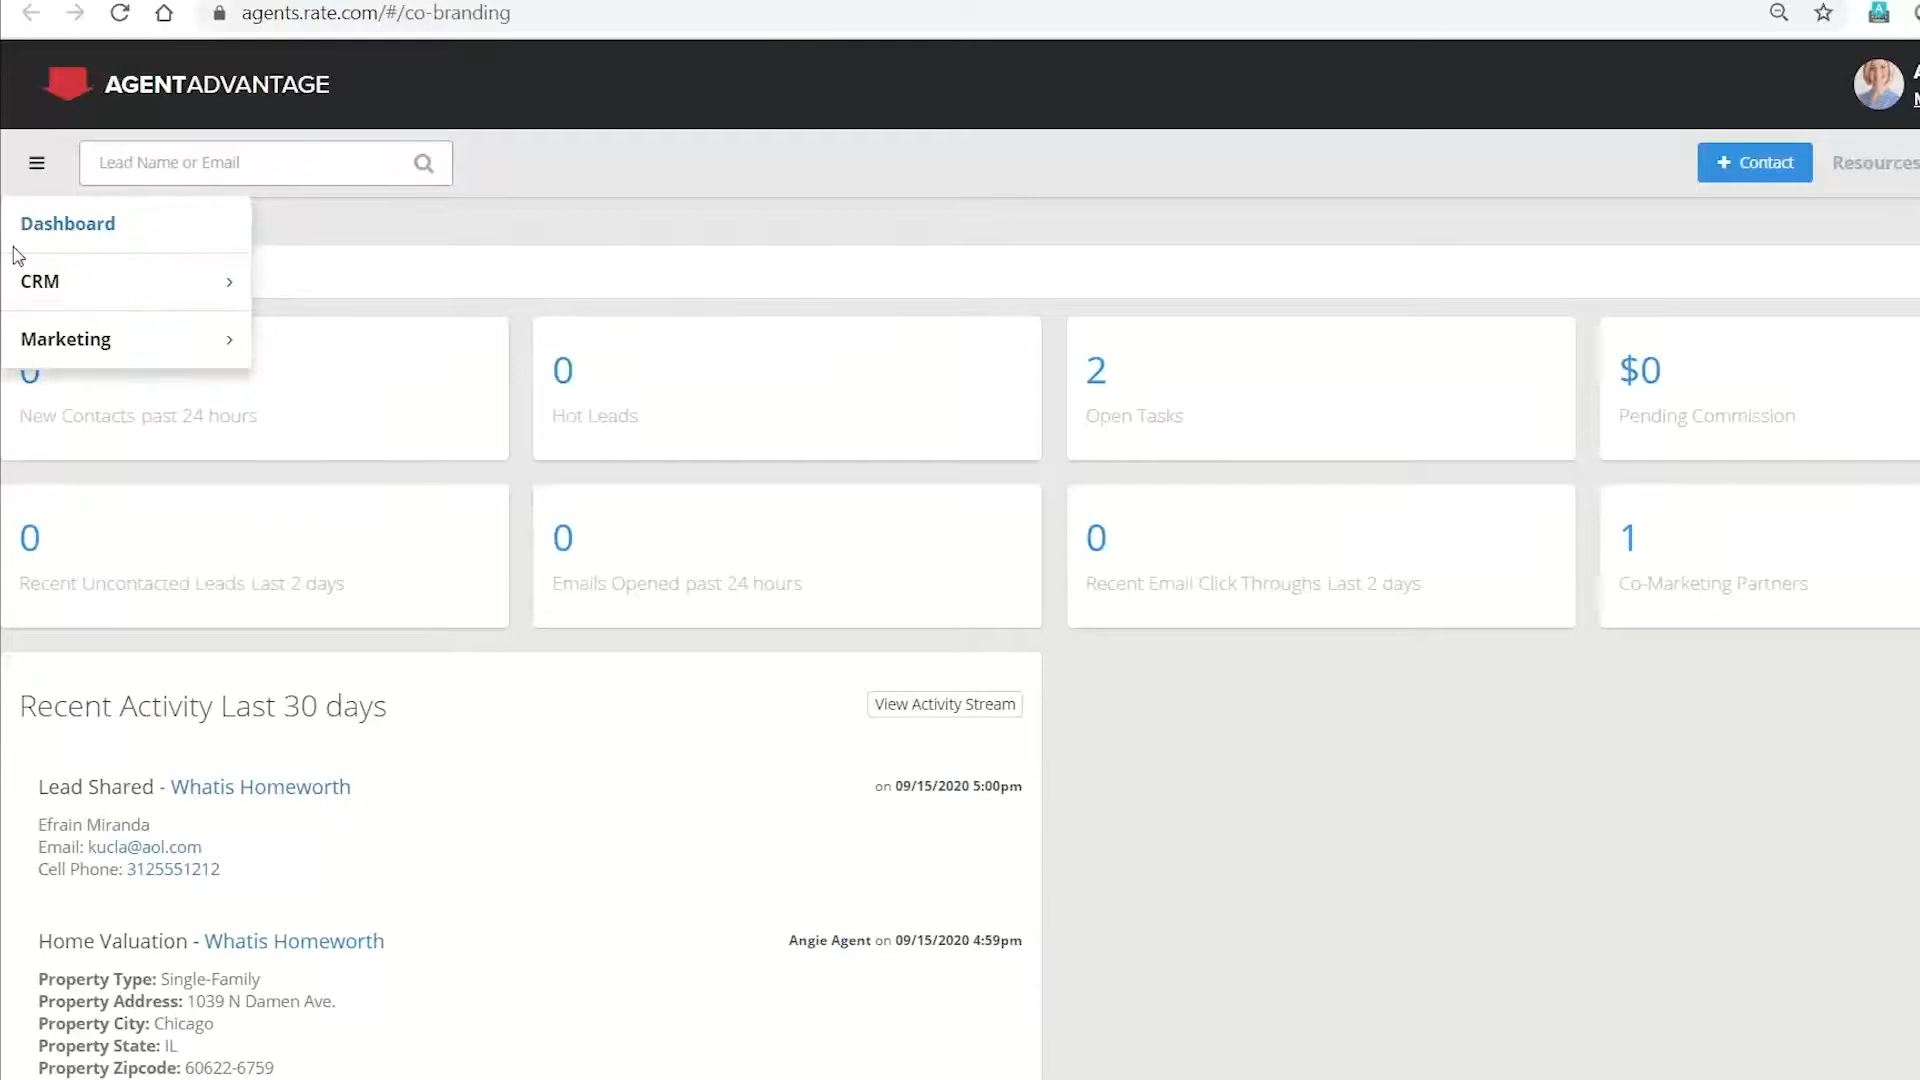 agents.rate.com/#/co-branding
AGENTADVANTAGE
Lead Name or Email
+ Contact
Resources
Dashboard
CRM
Marketing
0
New Contacts past 24 hours
0
Hot Leads
2
Open Tasks
$0
Pending Commission
0
Recent Uncontacted Leads Last 2 days
0
Emails Opened past 24 hours
0
Recent Email Click Throughs Last 2 days
1
Co-Marketing Partners
Recent Activity Last 30 days
View Activity Stream
Lead Shared - Whatis Homeworth
on 09/15/2020 5:00pm
Efrain Miranda
Email: kucla@aol.com
Cell Phone: 3125551212
Home Valuation - Whatis Homeworth
Angie Agent on 09/15/2020 4:59pm
Property Type: Single-Family
Property Address: 1039 N Damen Ave.
Property City: Chicago
Property State: IL
Property Zipcode: 60622-6759